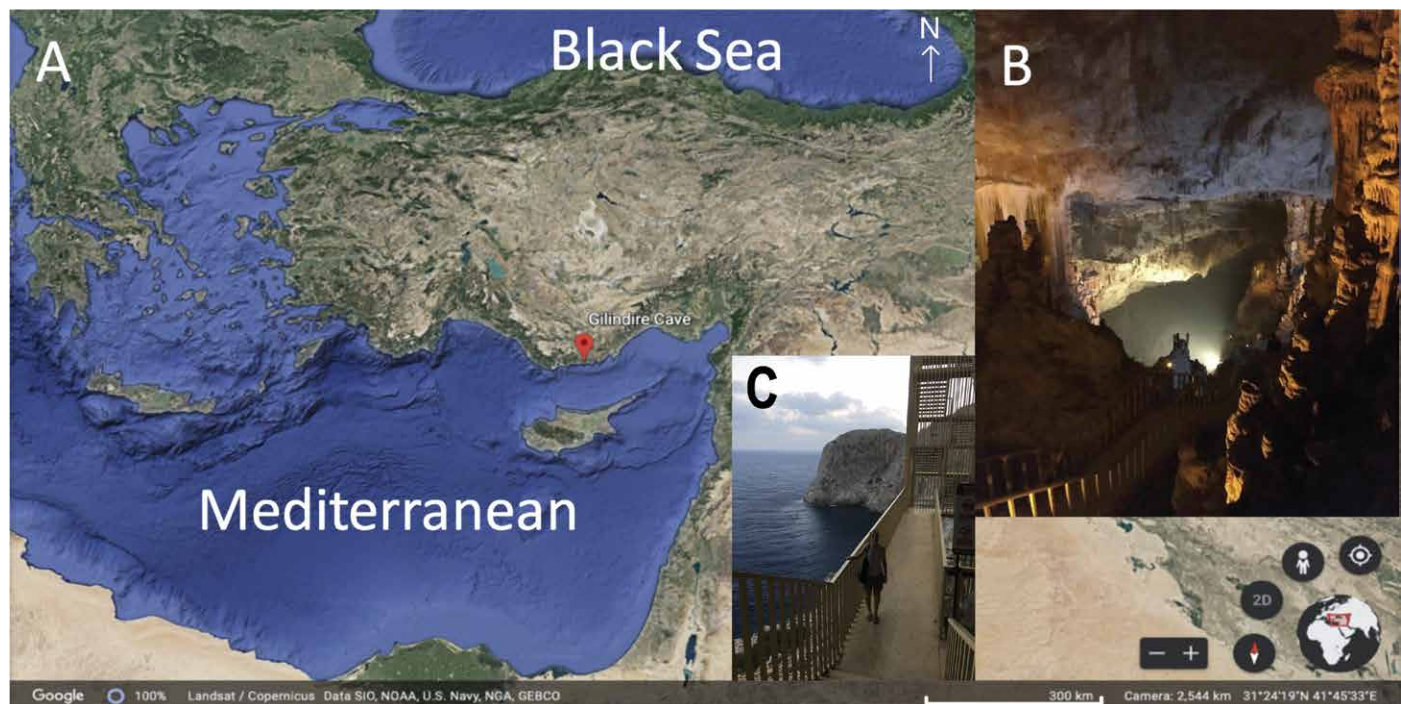 A
Black Sea
N
B
Gilindire Cave
C
Mediterranean
2D
Google
100%
Landsat / Copernicus Data SIO, NOAA, U.S. Navy, NGA, GEBCO
300 km
Camera: 2,544 km
31°24'19"N 41°45'33"E